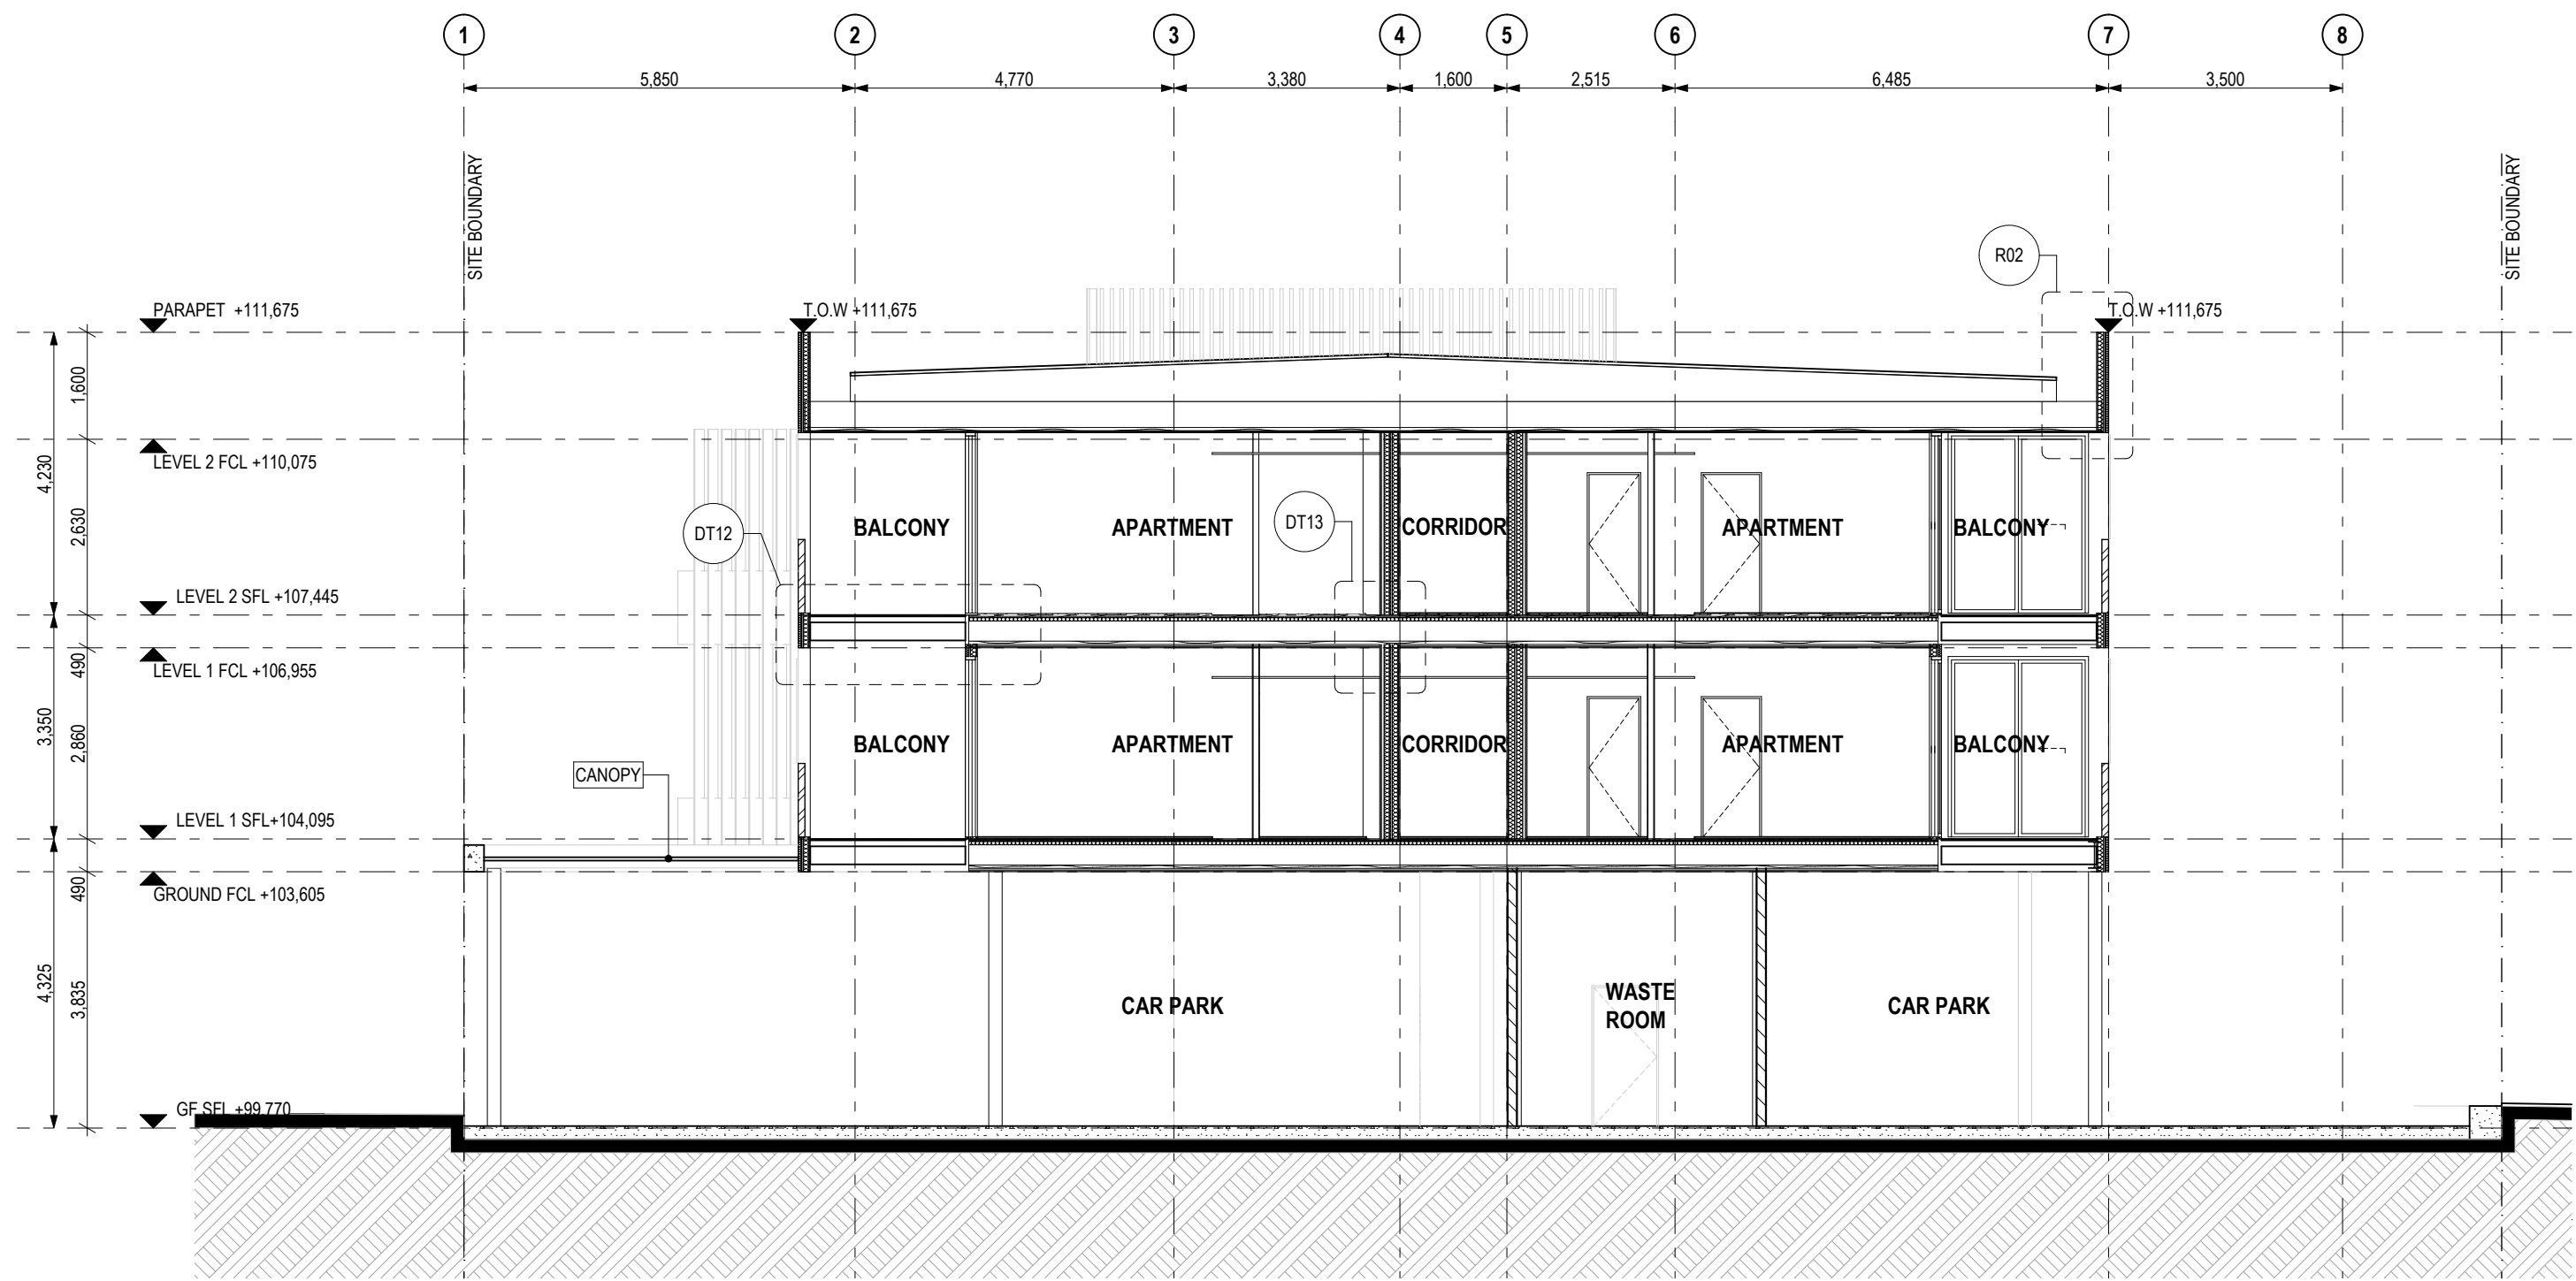 1 2 3 4 5 6 7 8
5,850 4,770 3,380 1,600 2,515 6,485 3,500
SITE BOUNDARY
SITE BOUNDARY
R02
PARAPET +111,675
T.O.W +111,675
T.O.W +111,675
1,600
4,230
LEVEL 2 FCL +110,075
2,630
DT12
BALCONY
APARTMENT
DT13
CORRIDOR
APARTMENT
BALCONY
LEVEL 2 SFL +107,445
490
LEVEL 1 FCL +106,955
3,350
2,860
BALCONY
APARTMENT
CORRIDOR
APARTMENT
BALCONY
CANOPY
LEVEL 1 SFL+104,095
490
GROUND FCL +103,605
4,325
3,835
CAR PARK
WASTE
ROOM
CAR PARK
GF SFL +99,770